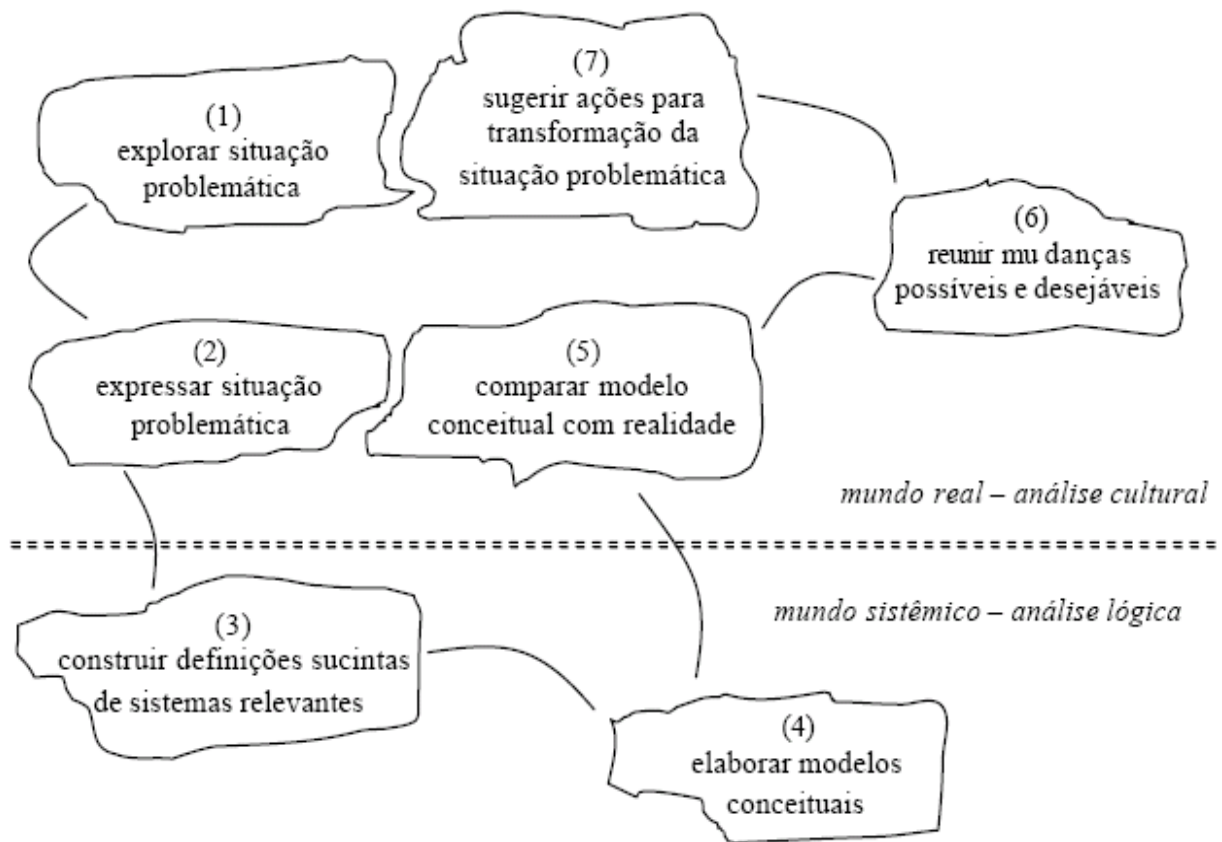 (1)
explorar situação
problemática
(7)
sugerir ações para
transformação da
situação problemática
(6)
reunir mu danças
possíveis e desejáveis
(2)
expressar situação
problemática
(5)
comparar modelo
conceitual com realidade
mundo real – análise cultural
mundo sistêmico – análise lógica
(3)
construir definições sucintas
de sistemas relevantes
(4)
elaborar modelos
conceituais